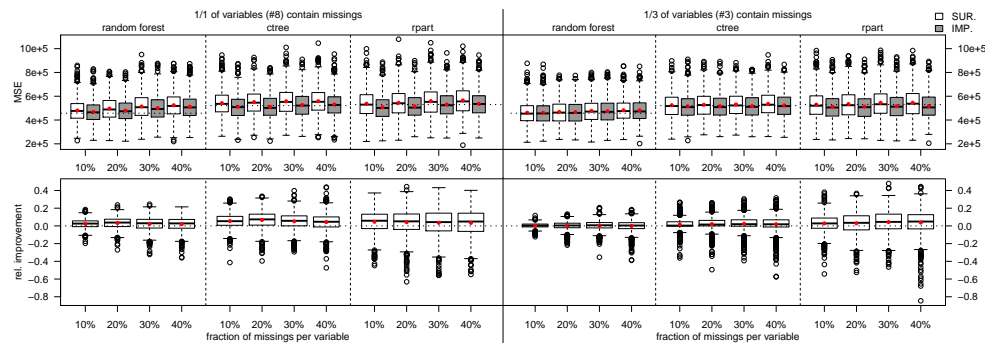 1/1 of variables (#8) contain missings
1/3 of variables (#3) contain missings
random forest ctree rpart random forest ctree rpart
SUR.
IMP.
MSE
10e+5 10e+5
8e+5 8e+5
6e+5 6e+5
4e+5 4e+5
2e+5 2e+5
10% 20% 30% 40% 10% 20% 30% 40% 10% 20% 30% 40% 10% 20% 30% 40% 10% 20% 30% 40% 10% 20% 30% 40%
rel. improvement
0.4 0.4
0.2 0.2
0.0 0.0
−0.2 −0.2
−0.4 −0.4
−0.6 −0.6
−0.8 −0.8
10% 20% 30% 40% 10% 20% 30% 40% 10% 20% 30% 40% 10% 20% 30% 40% 10% 20% 30% 40% 10% 20% 30% 40%
fraction of missings per variable fraction of missings per variable